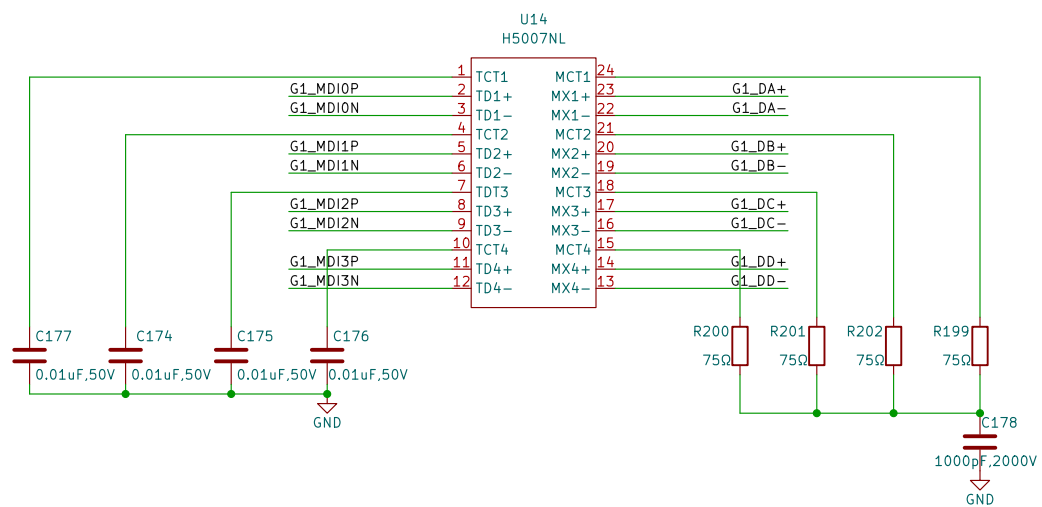 U14
H5007NL
1 TCT1 MCT1 24
G1_MDI0P 2 TD1+ MX1+ 23 G1_DA+
G1_MDI0N 3 TD1- MX1- 22 G1_DA-
4 TCT2 MCT2 21
G1_MDI1P 5 TD2+ MX2+ 20 G1_DB+
G1_MDI1N 6 TD2- MX2- 19 G1_DB-
7 TDT3 MCT3 18
G1_MDI2P 8 TD3+ MX3+ 17 G1_DC+
G1_MDI2N 9 TD3- MX3- 16 G1_DC-
10 TCT4 MCT4 15
G1_MDI3P 11 TD4+ MX4+ 14 G1_DD+
G1_MDI3N 12 TD4- MX4- 13 G1_DD-
C177 C174 C175 C176 R200 R201 R202 R199
0.01uF,50V 0.01uF,50V 0.01uF,50V 0.01uF,50V 75Ω 75Ω 75Ω 75Ω
GND C178
1000pF,2000V
GND